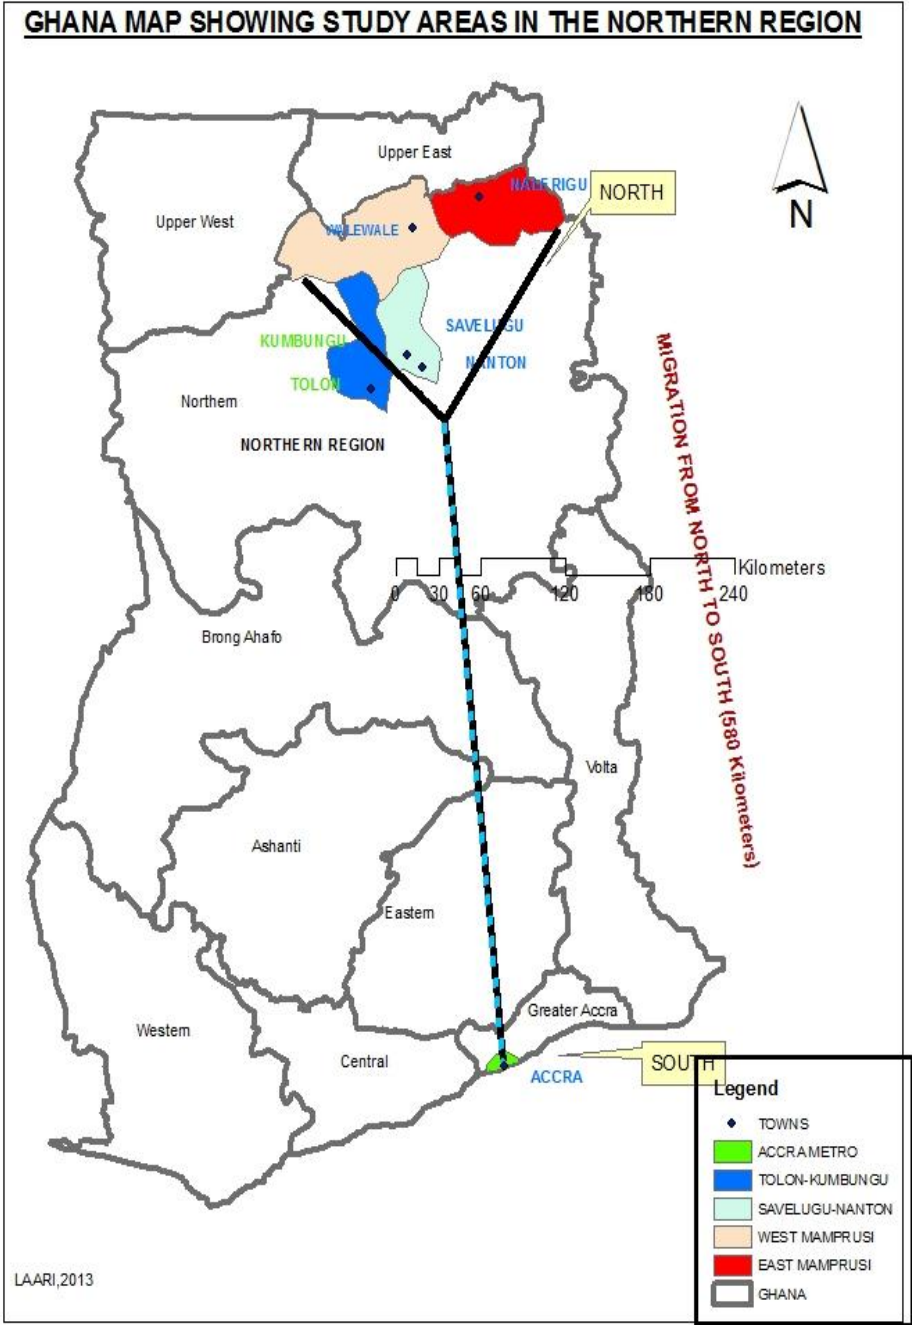 GHANA MAP SHOWING STUDY AREAS IN THE NORTHERN REGION
Upper East
NALERIGU
NORTH
Upper West
WALEWALE
N
SAVELUGU
KUMBUNGU
NANTON
TOLON
Northern
NORTHERN REGION
MIGRATION FROM NORTH TO SOUTH (580 Kilometers)
Kilometers
0 30 60 120 180 240
Brong Ahafo
Volta
Ashanti
Eastern
Greater Accra
Western
Central
SOUTH
ACCRA
Legend
TOWNS
ACCRA METRO
TOLON-KUMBUNGU
SAVELUGU-NANTON
WEST MAMPRUSI
EAST MAMPRUSI
GHANA
LAARI,2013